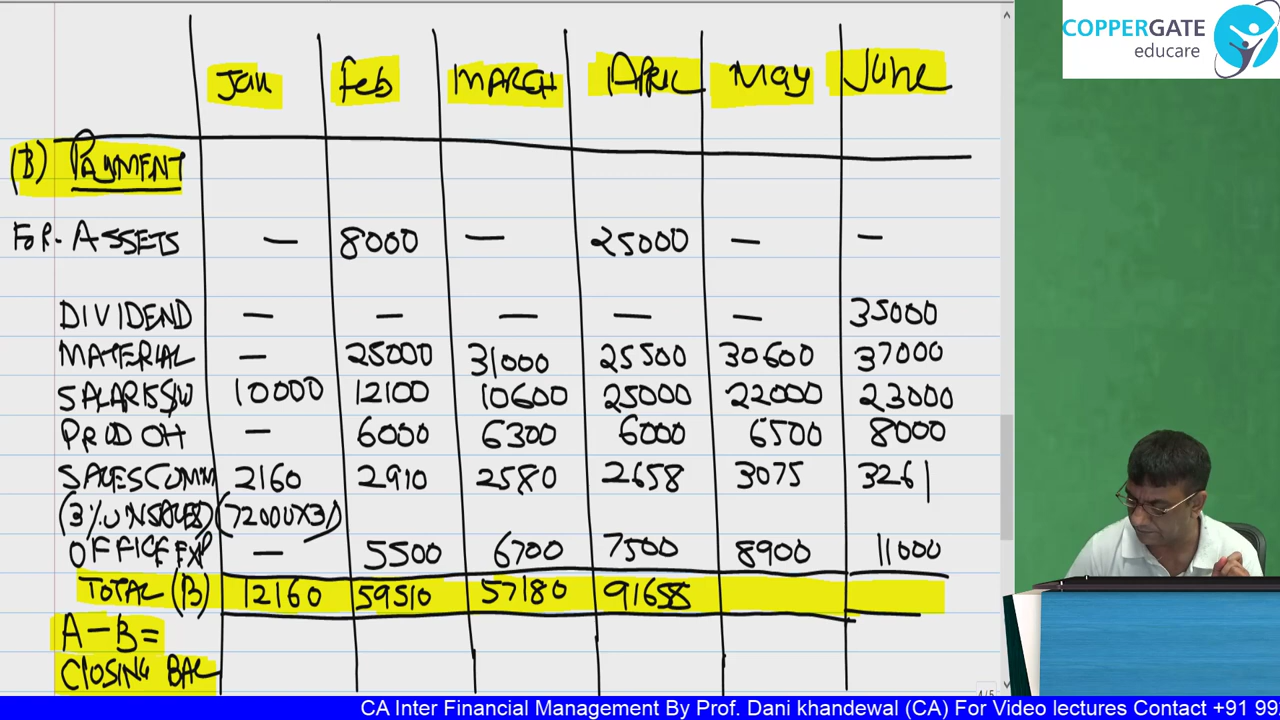 COPPERGATE
educare
Jan Feb MARCH APRIL May June
(B) PAYMENT
FOR- ASSETS — 8000 — 25000 — —
DIVIDEND — — — — — 35000
MATERIAL — 25000 31000 25500 30600 37000
SALARIS$W 10000 12100 10600 25000 22000 23000
PROD OH — 6000 6300 6000 6500 8000
SALES COMM 2160 2910 2580 2658 3075 3261
(3% ON SALES) (72000X3%)
OFFICE EXP — 5500 6700 7500 8900 11000
TOTAL (B) 12160 59510 57180 91658
A-B=
CLOSING BAL
4/5
CA Inter Financial Management By Prof. Dani khandewal (CA) For Video lectures Contact +91 99